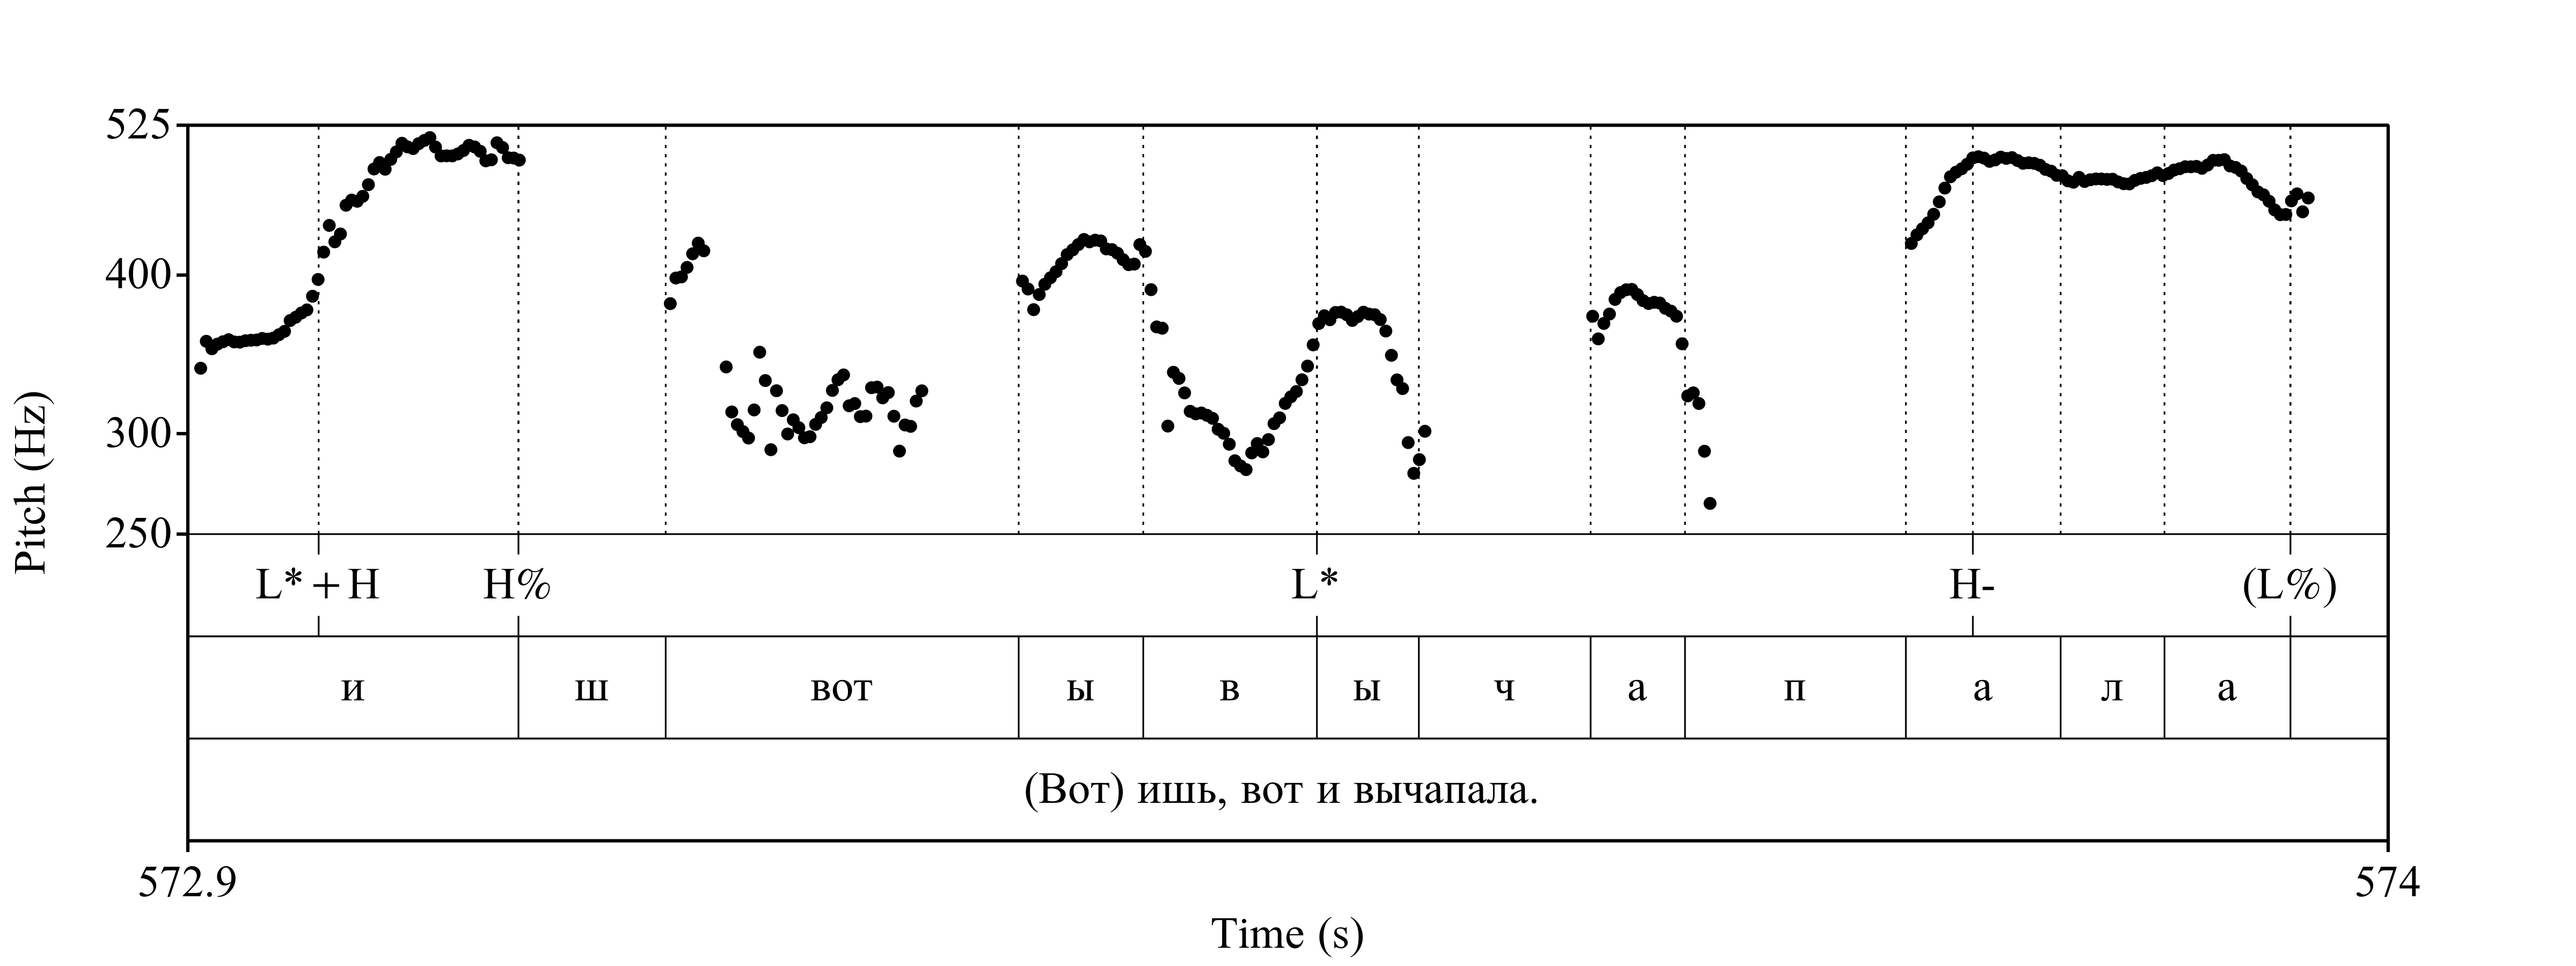 525
400
300
250
Pitch (Hz)
L*+H H% L* H- (L%)
и ш вот ы в ы ч а п а л а
(Вот) ишь, вот и вычапала.
572.9 574
Time (s)